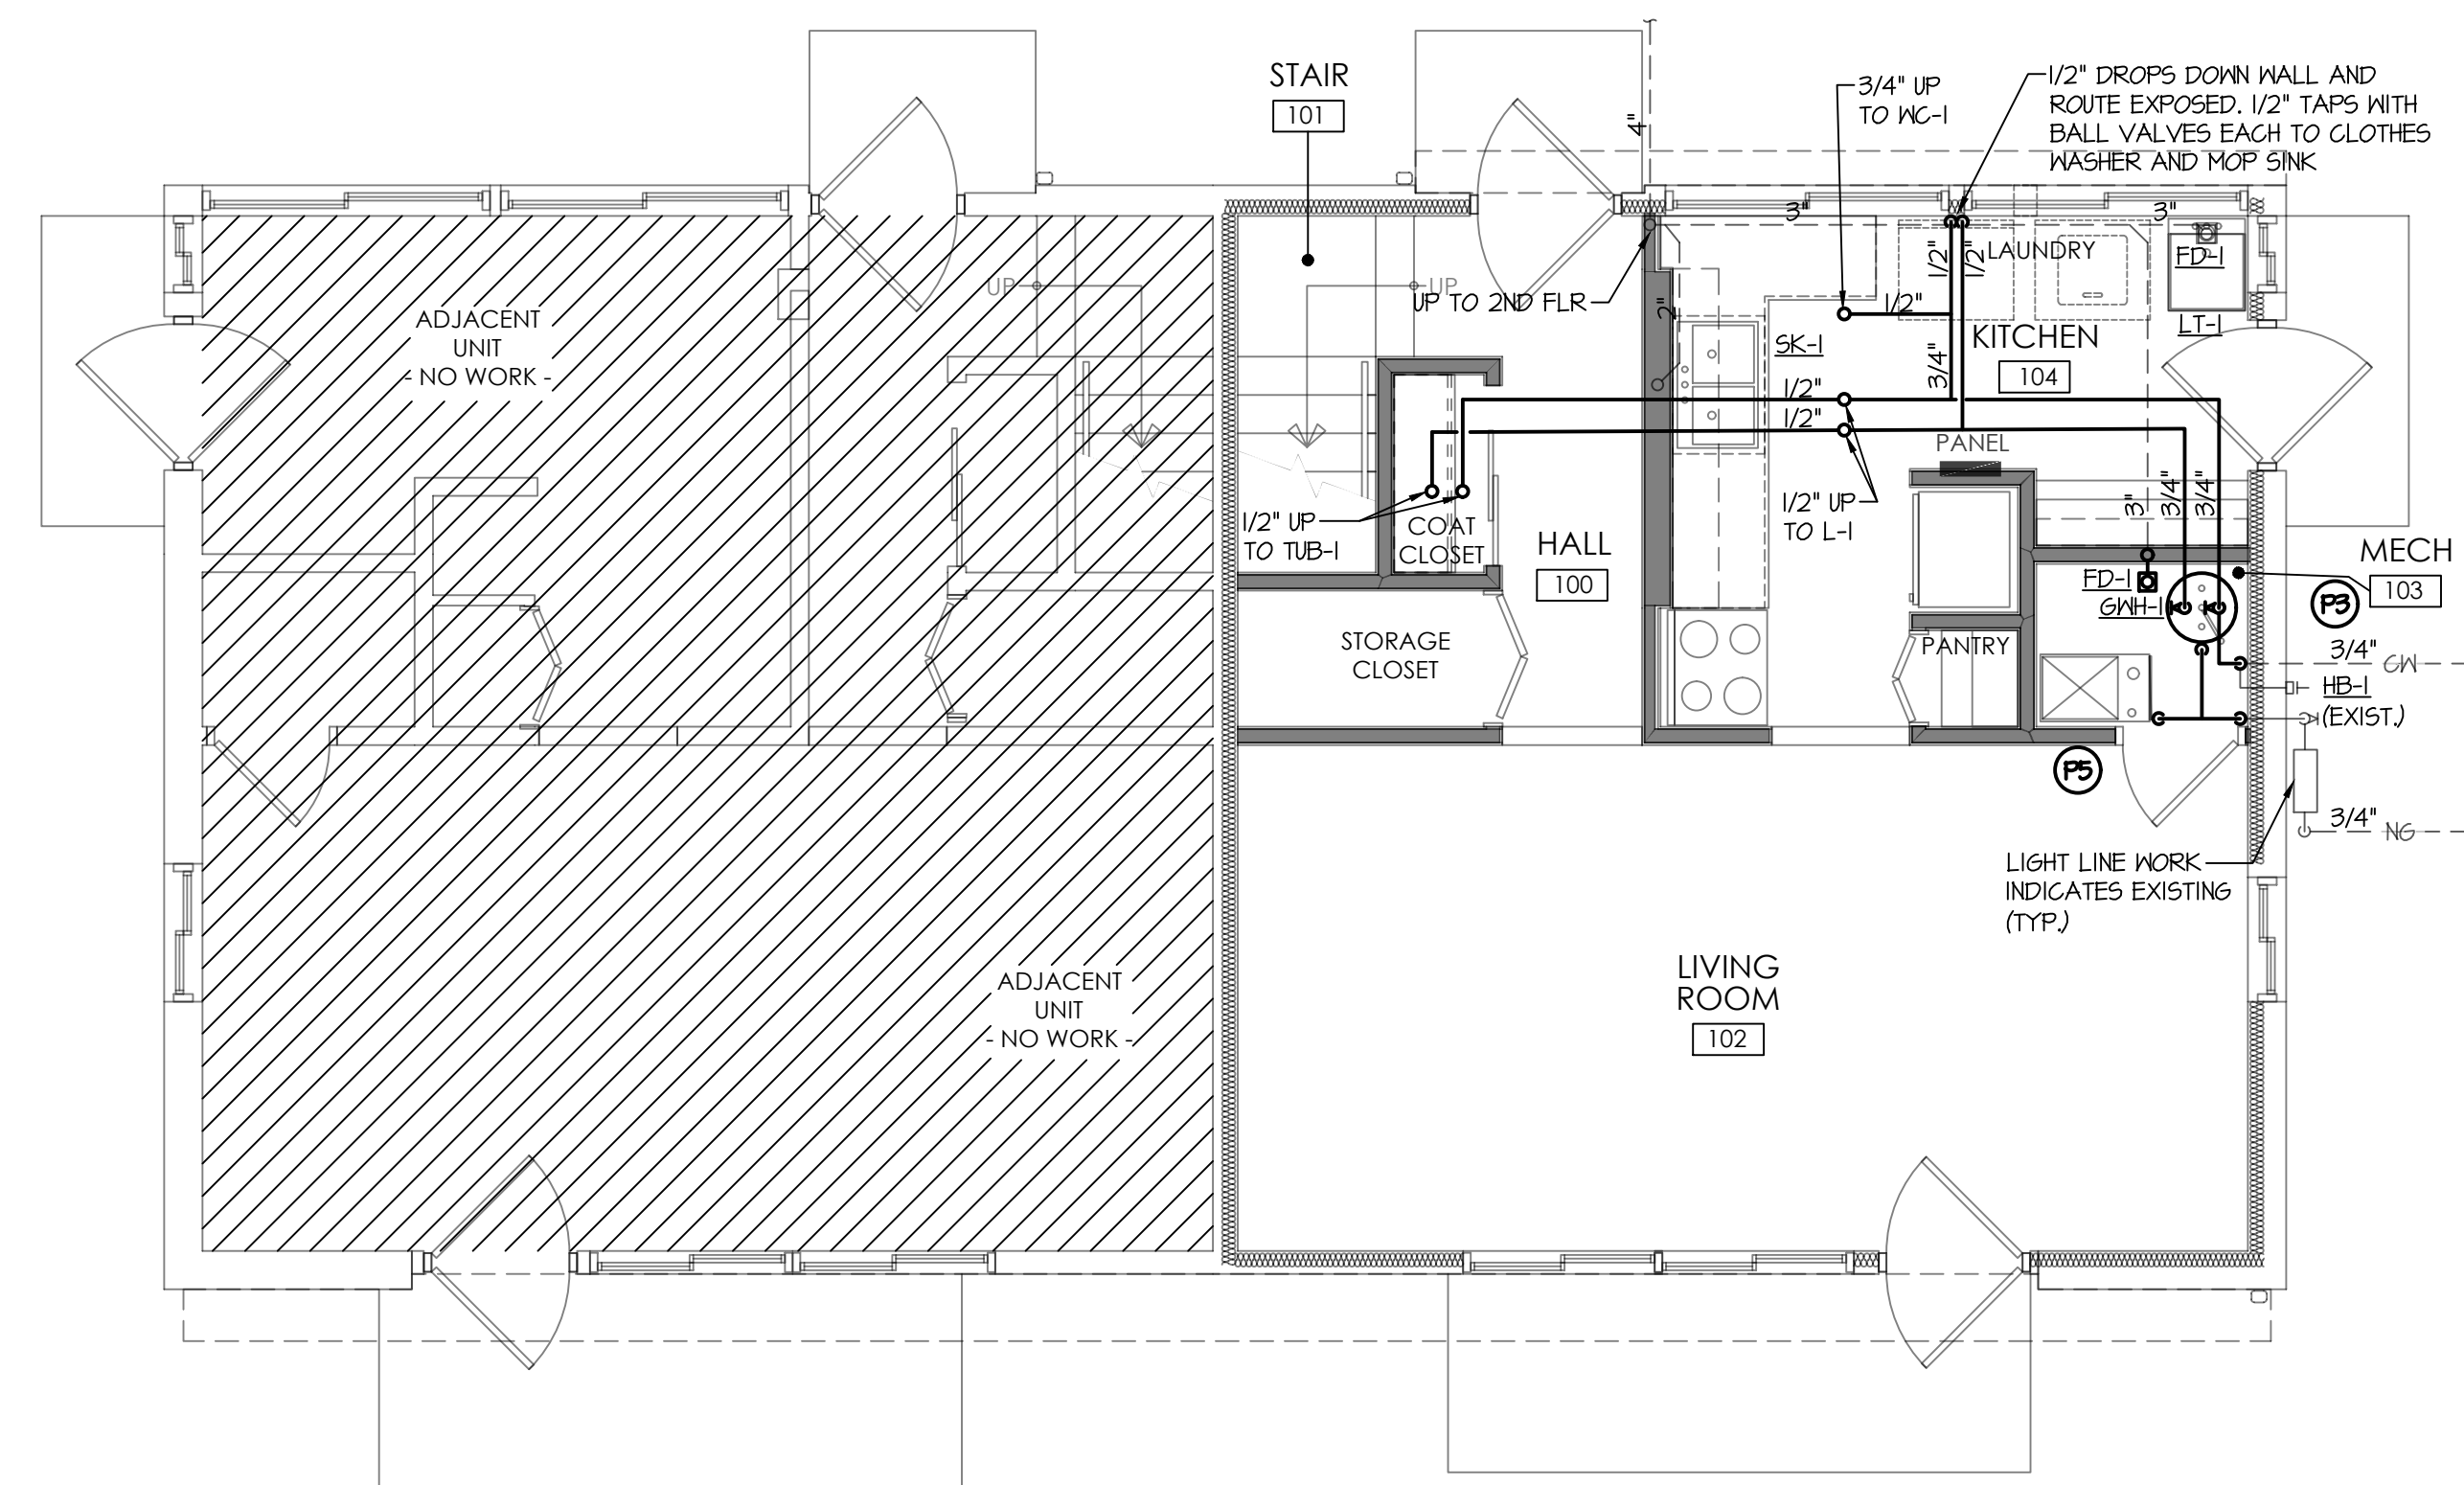 STAIR
101
4"
3/4" UP
TO WC-1
1/2" DROPS DOWN WALL AND
ROUTE EXPOSED. 1/2" TAPS WITH
BALL VALVES EACH TO CLOTHES
WASHER AND MOP SINK
3"
3"
1/2"
1/2"
LAUNDRY
FD-1
UP
UP
UP TO 2ND FLR
2"
1/2"
LT-1
ADJACENT
UNIT
- NO WORK -
SK-1
KITCHEN
104
3/4"
1/2"
1/2"
PANEL
1/2" UP
TO TUB-1
COAT
CLOSET
HALL
100
1/2" UP
TO L-1
3"
3/4"
3/4"
MECH
103
FD-1
GWH-1
P3
STORAGE
CLOSET
PANTRY
3/4" CW
HB-1
(EXIST.)
P5
3/4" NG
LIGHT LINE WORK
INDICATES EXISTING
(TYP.)
ADJACENT
UNIT
- NO WORK -
LIVING
ROOM
102